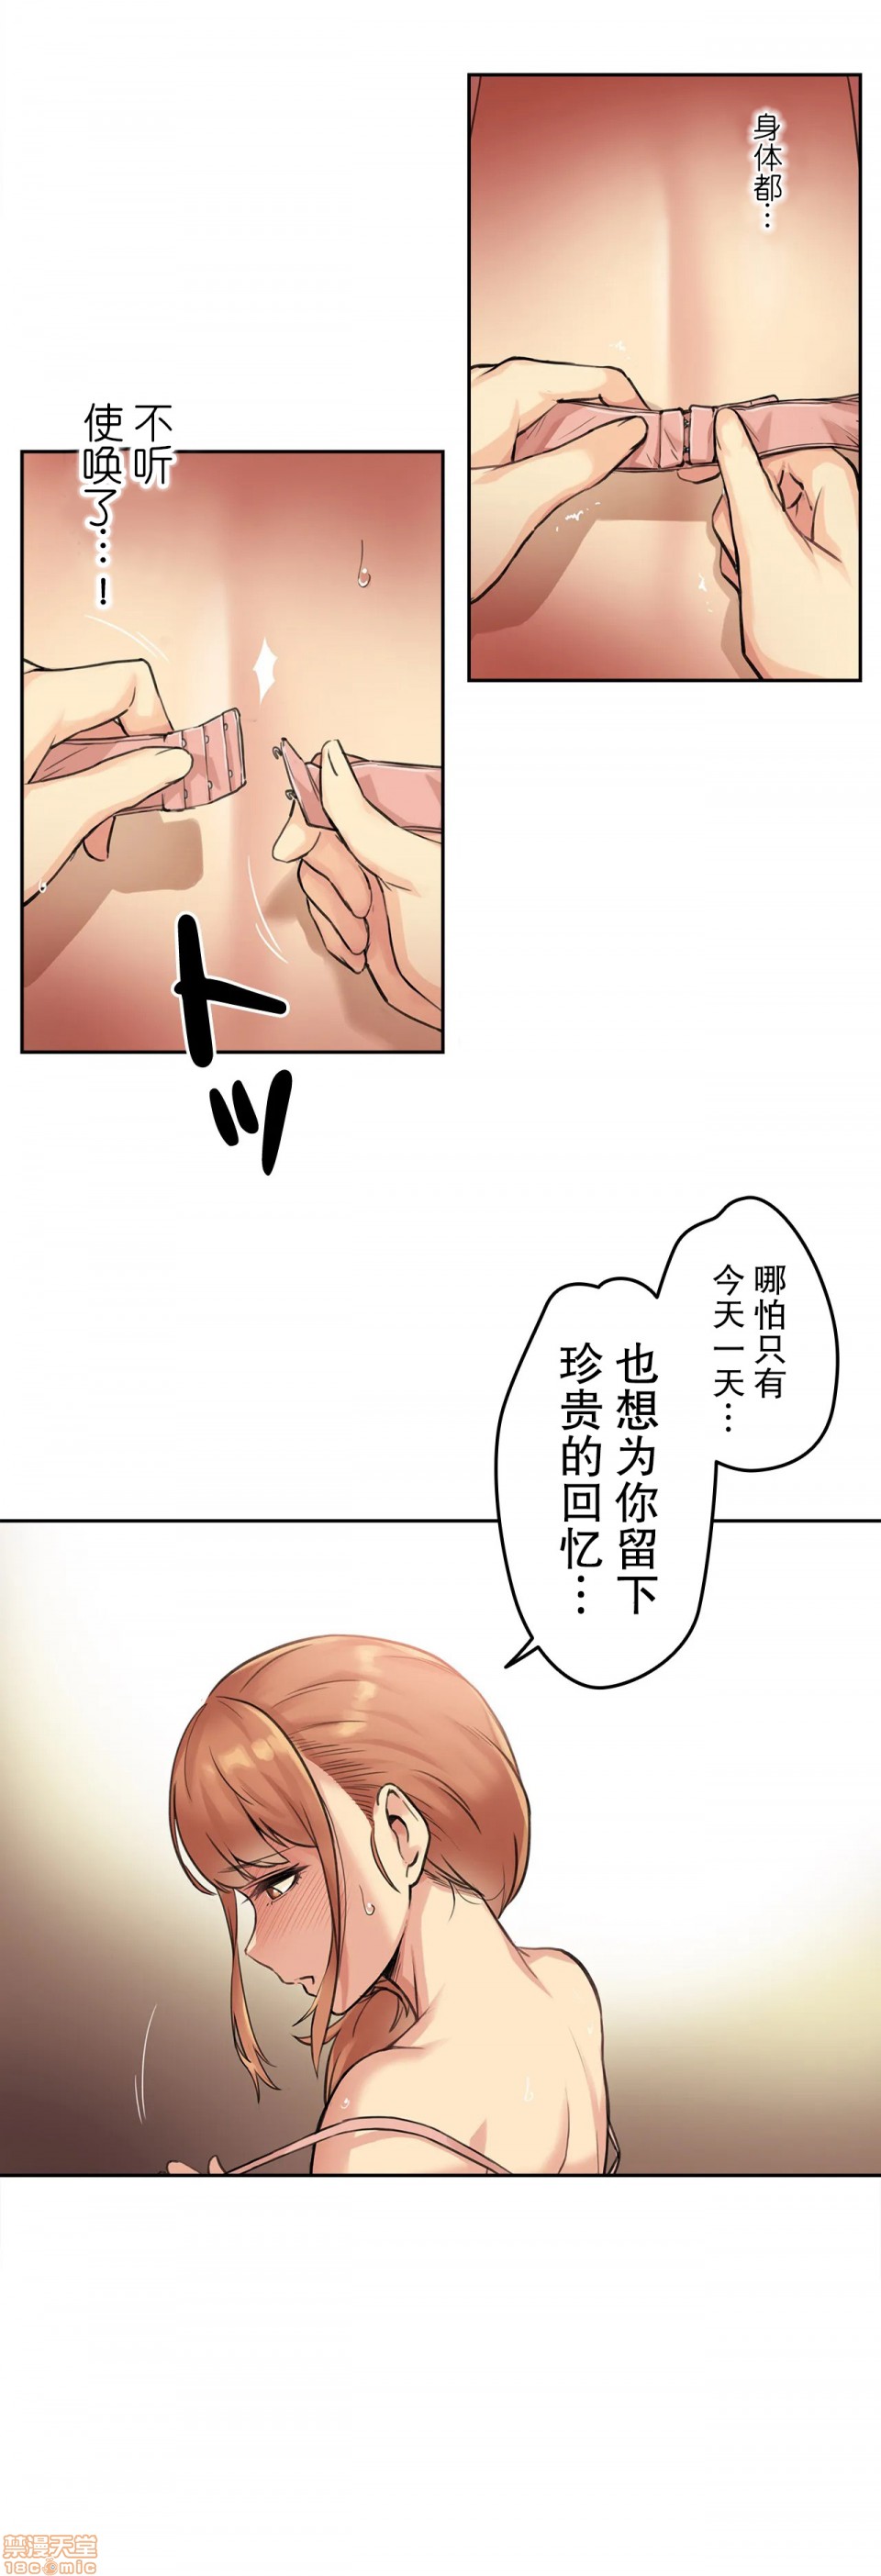 身体都…
不听
使唤了…！
トッ
哪怕只有
今天一天…
也想为你留下
珍贵的回忆…
禁漫天堂
18comic